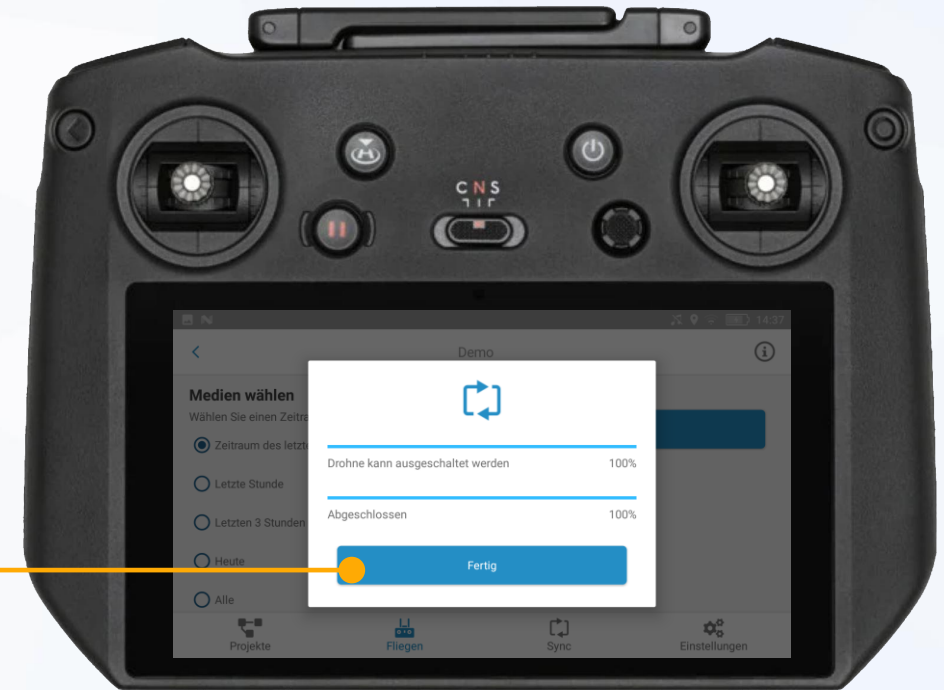 C N S
14:37
Demo
Medien wählen
Wählen Sie einen Zeitra
Zeitraum des letzte
Letzte Stunde
Letzten 3 Stunden
Heute
Alle
Drohne kann ausgeschaltet werden 100%
Abgeschlossen 100%
Fertig
Projekte Fliegen Sync Einstellungen